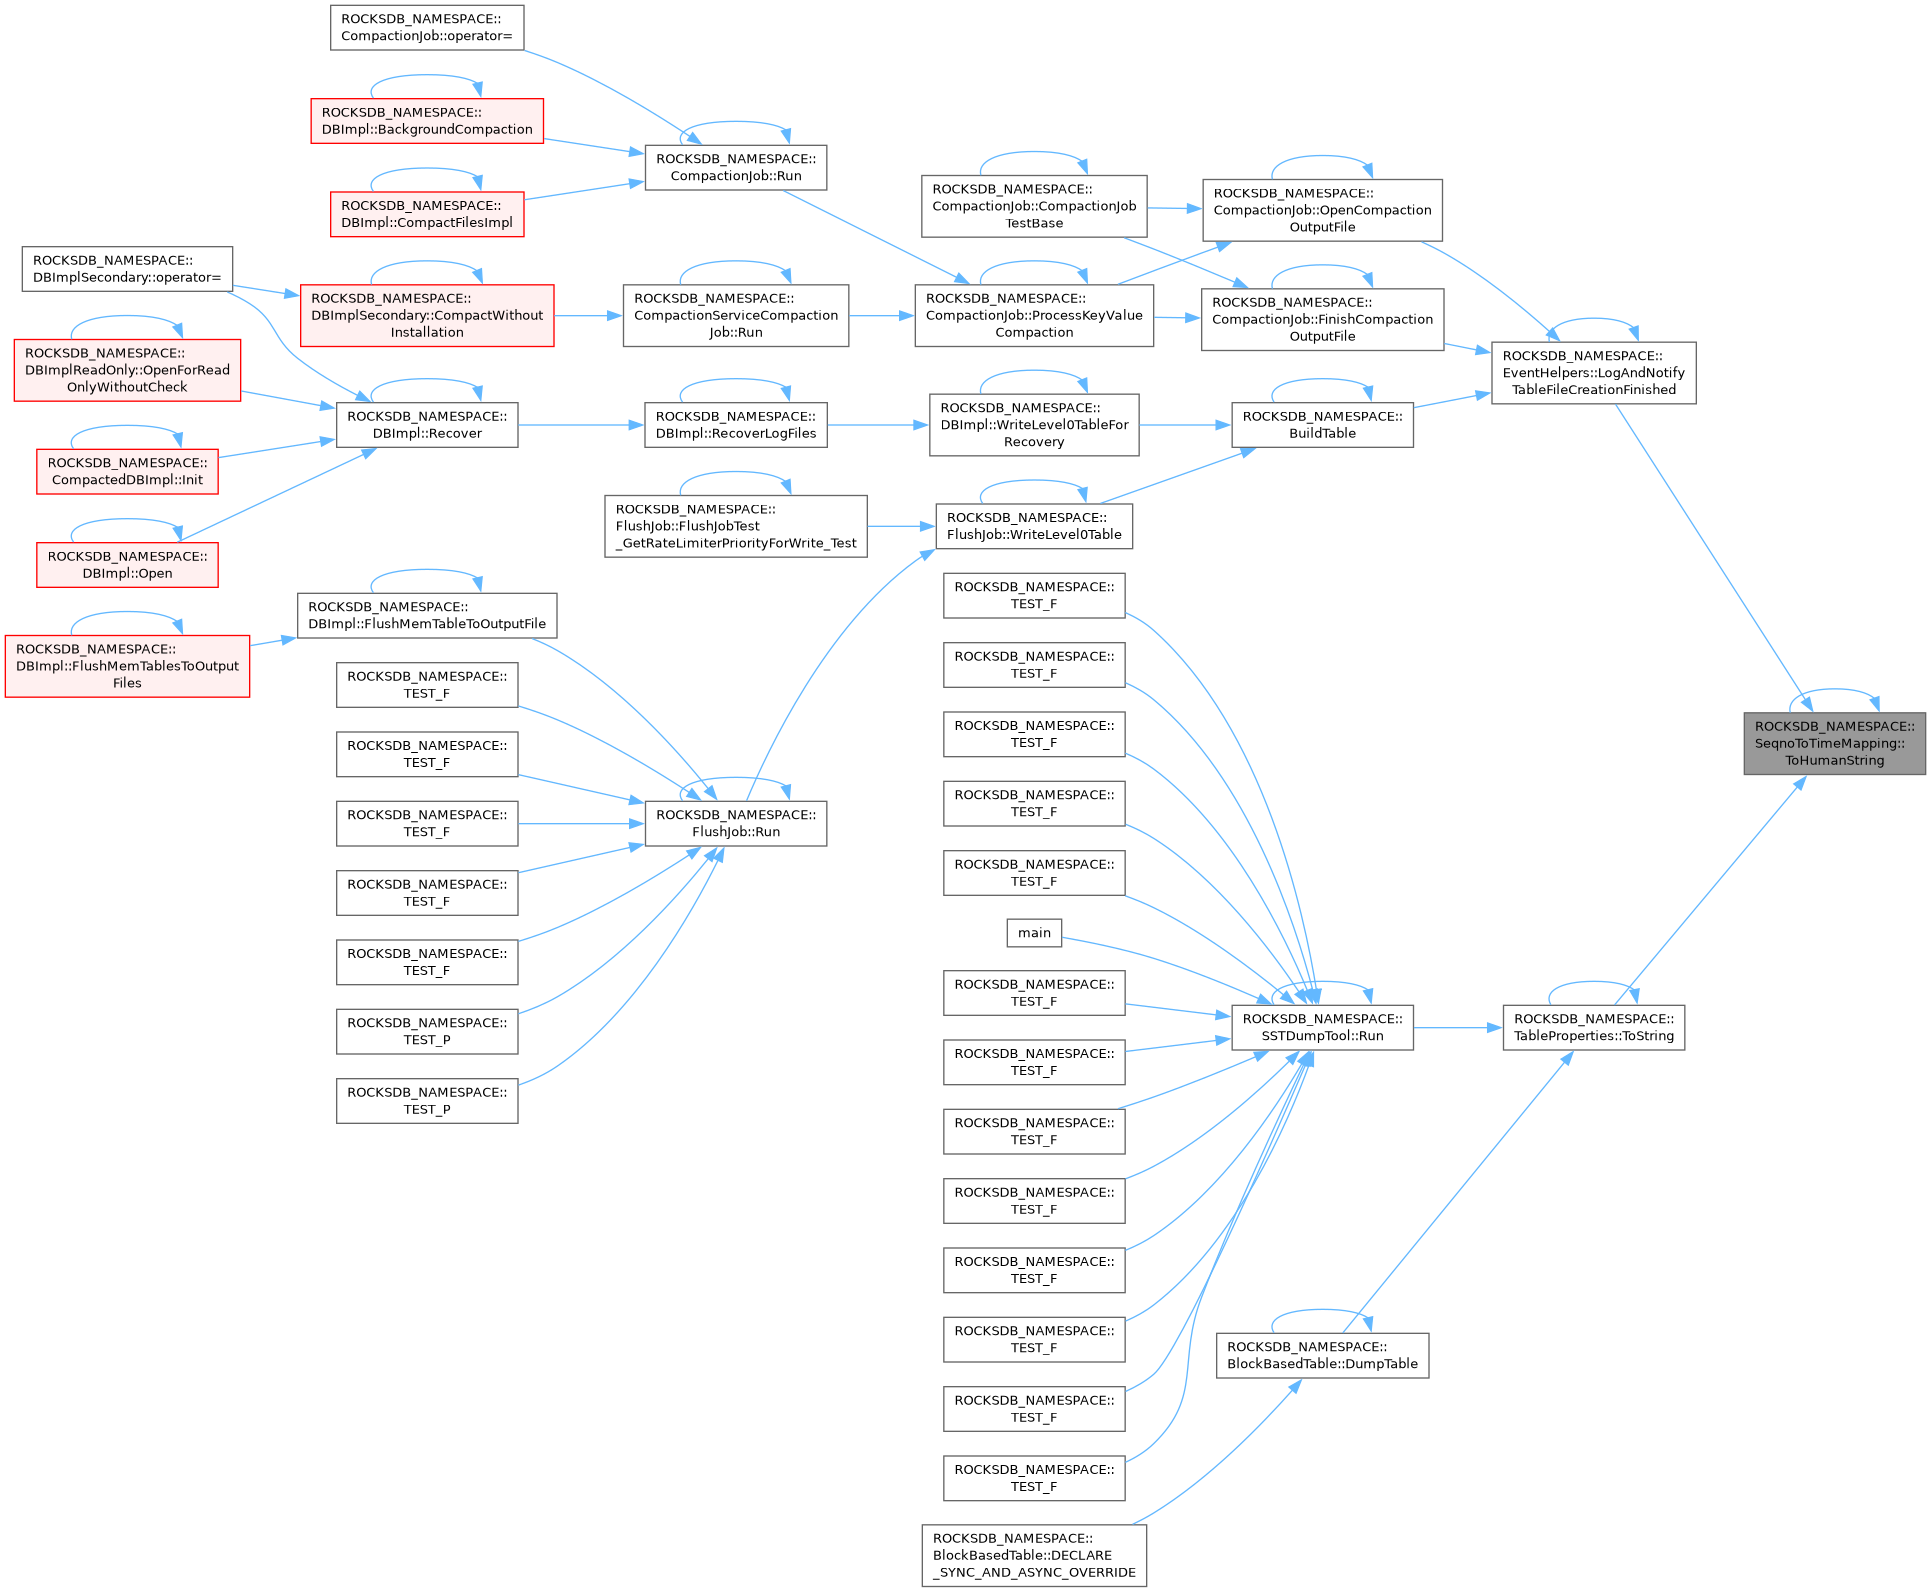 ROCKSDB_NAMESPACE::
CompactionJob::operator=
ROCKSDB_NAMESPACE::
DBImpl::BackgroundCompaction
ROCKSDB_NAMESPACE::
DBImpl::CompactFilesImpl
ROCKSDB_NAMESPACE::
DBImplSecondary::operator=
ROCKSDB_NAMESPACE::
DBImplReadOnly::OpenForRead
OnlyWithoutCheck
ROCKSDB_NAMESPACE::
CompactedDBImpl::Init
ROCKSDB_NAMESPACE::
DBImpl::Open
ROCKSDB_NAMESPACE::
DBImpl::FlushMemTablesToOutput
Files
ROCKSDB_NAMESPACE::
DBImplSecondary::CompactWithout
Installation
ROCKSDB_NAMESPACE::
DBImpl::Recover
ROCKSDB_NAMESPACE::
DBImpl::FlushMemTableToOutputFile
ROCKSDB_NAMESPACE::
TEST_F
ROCKSDB_NAMESPACE::
TEST_F
ROCKSDB_NAMESPACE::
TEST_F
ROCKSDB_NAMESPACE::
TEST_F
ROCKSDB_NAMESPACE::
TEST_F
ROCKSDB_NAMESPACE::
TEST_P
ROCKSDB_NAMESPACE::
TEST_P
ROCKSDB_NAMESPACE::
CompactionJob::Run
ROCKSDB_NAMESPACE::
CompactionServiceCompaction
Job::Run
ROCKSDB_NAMESPACE::
DBImpl::RecoverLogFiles
ROCKSDB_NAMESPACE::
FlushJob::FlushJobTest
_GetRateLimiterPriorityForWrite_Test
ROCKSDB_NAMESPACE::
FlushJob::Run
ROCKSDB_NAMESPACE::
CompactionJob::CompactionJob
TestBase
ROCKSDB_NAMESPACE::
CompactionJob::ProcessKeyValue
Compaction
ROCKSDB_NAMESPACE::
DBImpl::WriteLevel0TableFor
Recovery
ROCKSDB_NAMESPACE::
FlushJob::WriteLevel0Table
ROCKSDB_NAMESPACE::
TEST_F
ROCKSDB_NAMESPACE::
TEST_F
ROCKSDB_NAMESPACE::
TEST_F
ROCKSDB_NAMESPACE::
TEST_F
ROCKSDB_NAMESPACE::
TEST_F
main
ROCKSDB_NAMESPACE::
TEST_F
ROCKSDB_NAMESPACE::
TEST_F
ROCKSDB_NAMESPACE::
TEST_F
ROCKSDB_NAMESPACE::
TEST_F
ROCKSDB_NAMESPACE::
TEST_F
ROCKSDB_NAMESPACE::
TEST_F
ROCKSDB_NAMESPACE::
TEST_F
ROCKSDB_NAMESPACE::
TEST_F
ROCKSDB_NAMESPACE::
BlockBasedTable::DECLARE
_SYNC_AND_ASYNC_OVERRIDE
ROCKSDB_NAMESPACE::
CompactionJob::OpenCompaction
OutputFile
ROCKSDB_NAMESPACE::
CompactionJob::FinishCompaction
OutputFile
ROCKSDB_NAMESPACE::
BuildTable
ROCKSDB_NAMESPACE::
SSTDumpTool::Run
ROCKSDB_NAMESPACE::
BlockBasedTable::DumpTable
ROCKSDB_NAMESPACE::
EventHelpers::LogAndNotify
TableFileCreationFinished
ROCKSDB_NAMESPACE::
TableProperties::ToString
ROCKSDB_NAMESPACE::
SeqnoToTimeMapping::
ToHumanString